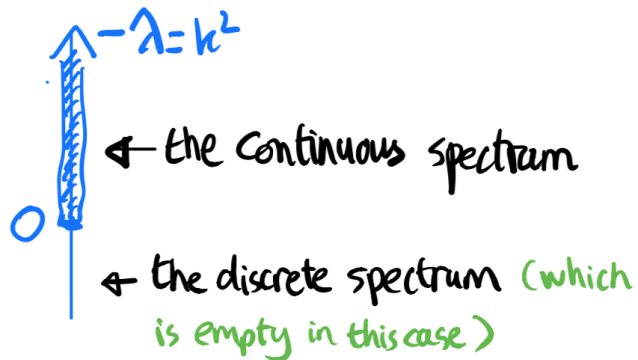 -λ=k²
← the continuous spectrum
0
← the discrete spectrum (which
is empty in this case)